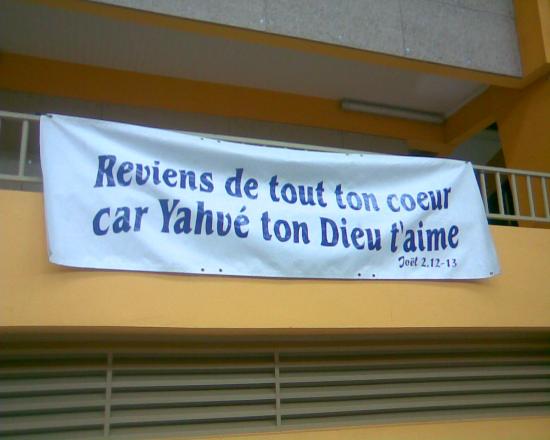 Reviens de tout ton coeur
car Yahvé ton Dieu t'aime
Joël 2,12-13